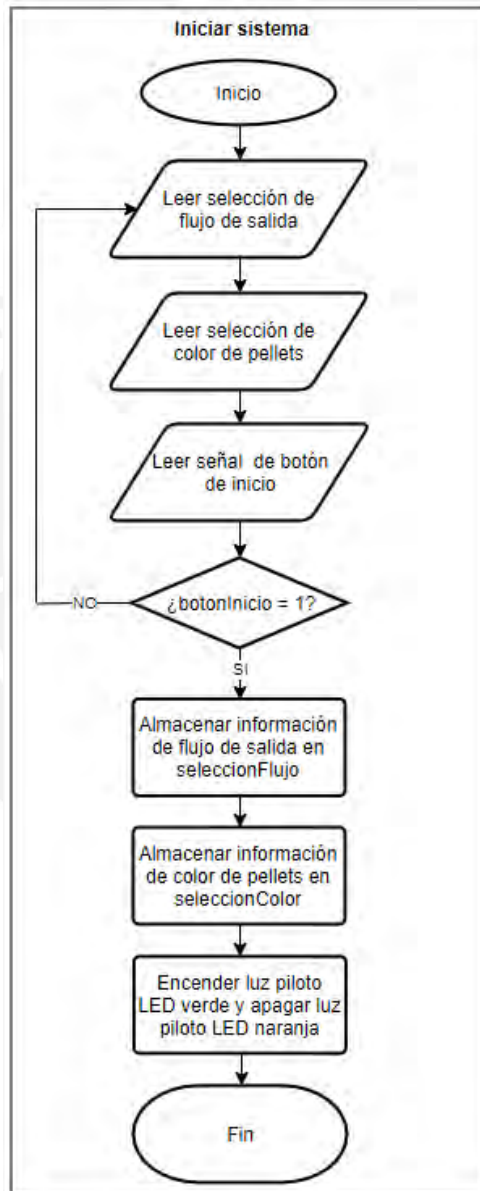 Iniciar sistema
Inicio
Leer selección de
flujo de salida
Leer selección de
color de pellets
Leer señal de botón
de inicio
¿botonInicio = 1?
NO
SI
Almacenar información
de flujo de salida en
seleccionFlujo
Almacenar información
de color de pellets en
seleccionColor
Encender luz piloto
LED verde y apagar luz
piloto LED naranja
Fin